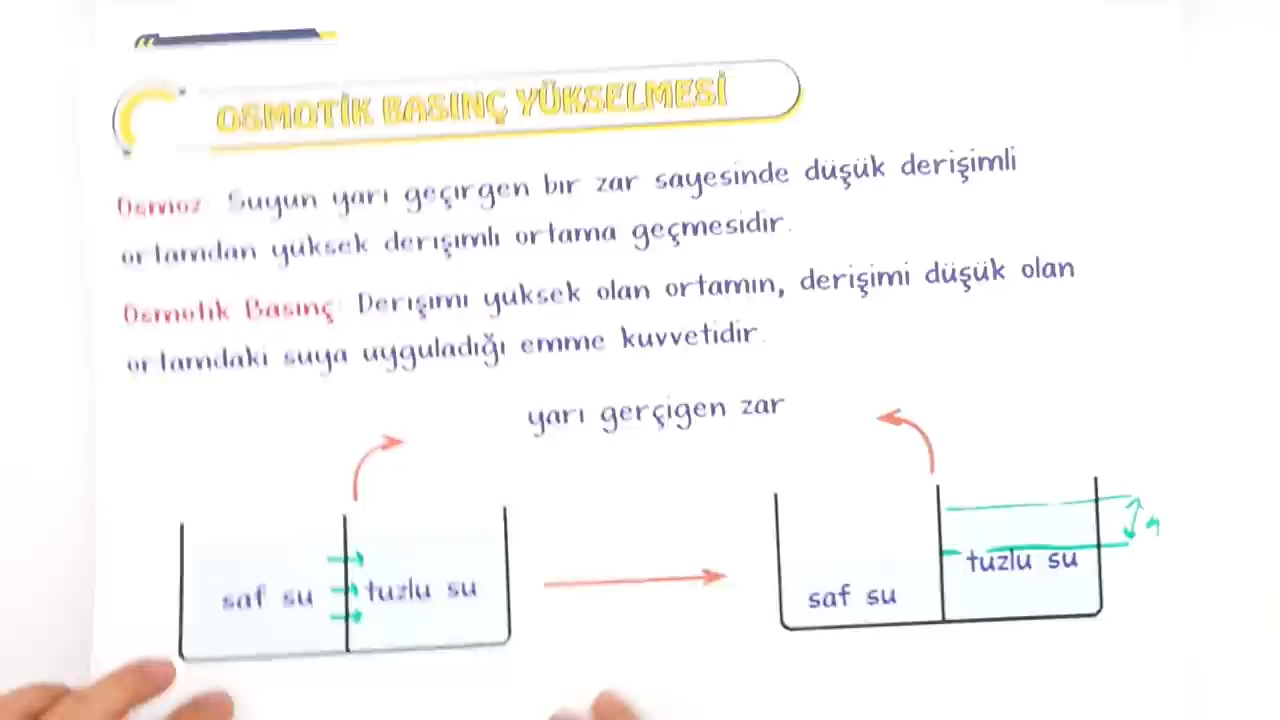 OSMOTİK BASINÇ YÜKSELMESİ
Osmoz: Suyun yarı geçirgen bir zar sayesinde düşük derişimli
ortamdan yüksek derişimli ortama geçmesidir.
Osmotik Basınç: Derişimi yüksek olan ortamın, derişimi düşük olan
ortamdaki suya uyguladığı emme kuvvetidir.
yarı gerçigen zar
saf su
tuzlu su
saf su
tuzlu su